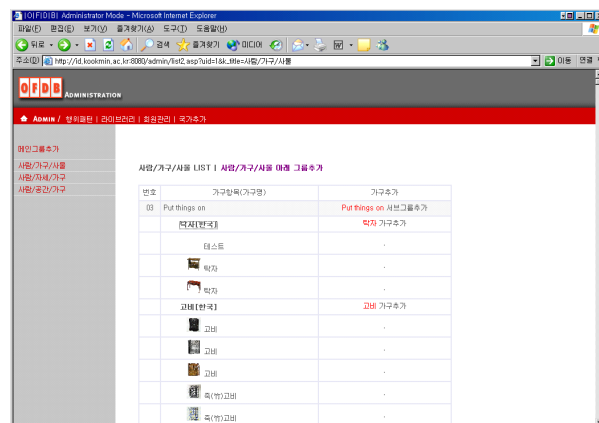 |O|F|D|B| Administrator Mode - Microsoft Internet Explorer
파일(F) 편집(E) 보기(V) 즐겨찾기(A) 도구(T) 도움말(H)
뒤로 검색 즐겨찾기 미디어
주소(D) http://id.kookmin.ac.kr:8080/admin/list2.asp?uid=1&k_title=사람/가구/사물 이동 연결
OFDB ADMINISTRATION
ADMIN / 행위패턴 | 라이브러리 | 회원관리 | 국가추가
메인그룹추가
사람/가구/사물
사람/자세/가구
사람/공간/가구
사람/가구/사물 LIST | 사람/가구/사물 아래 그룹추가
번호 가구항목(가구명) 가구추가
03 Put things on Put things on 서브그룹추가
탁자[한국] 탁자 가구추가
테스트 .
탁자 .
탁자 .
고비[한국] 고비 가구추가
고비 .
고비 .
고비 .
죽(竹)고비 .
죽(竹)고비 .